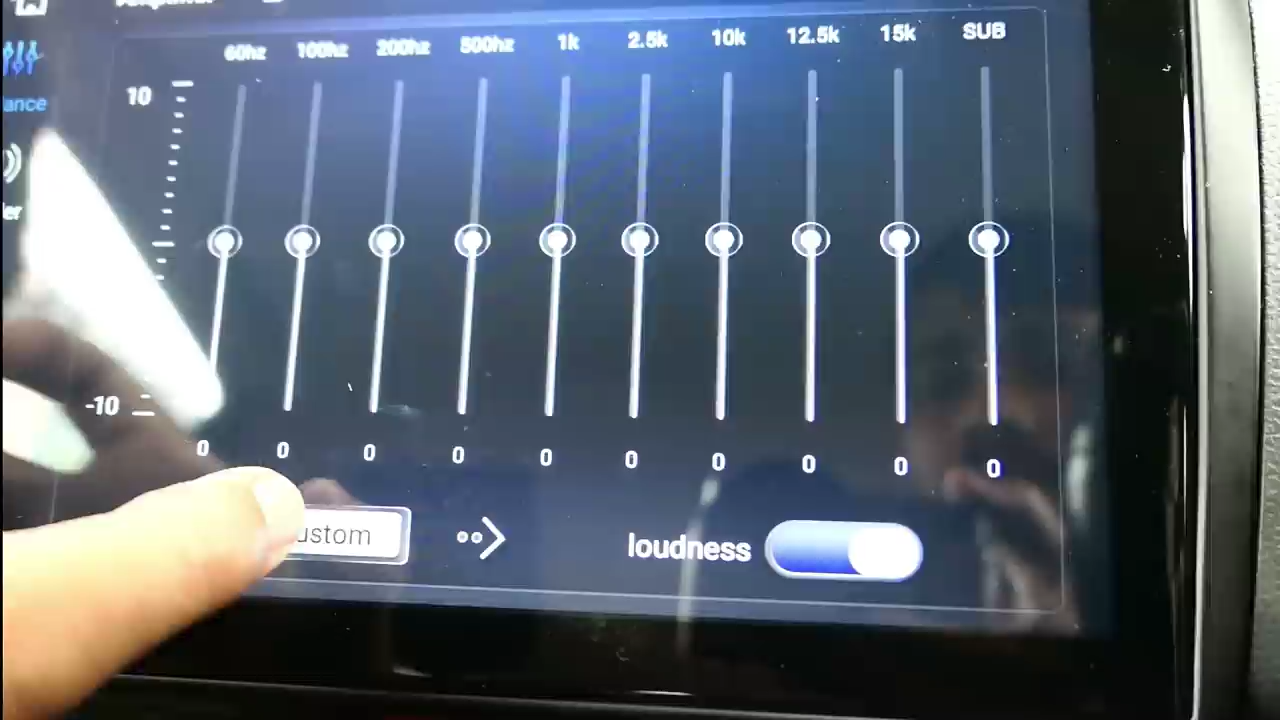 60hz 100hz 200hz 500hz 1k 2.5k 10k 12.5k 15k SUB
10
ance
-10
0 0 0 0 0 0 0 0 0 0
ustom
loudness